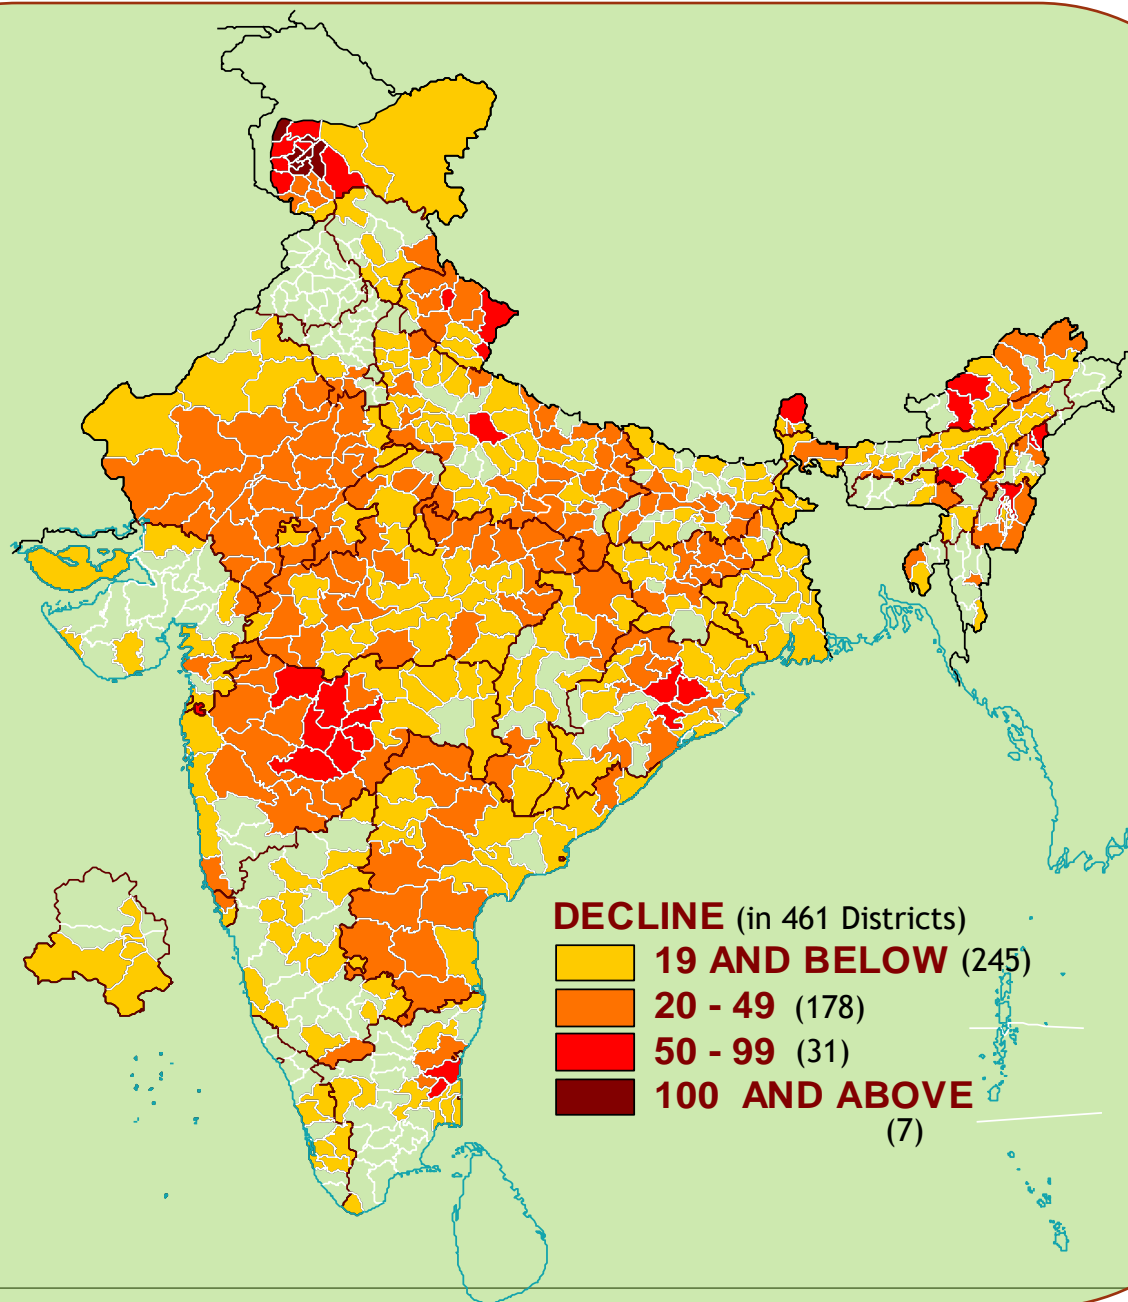 DECLINE (in 461 Districts)
19 AND BELOW (245)
20 - 49 (178)
50 - 99 (31)
100 AND ABOVE
(7)